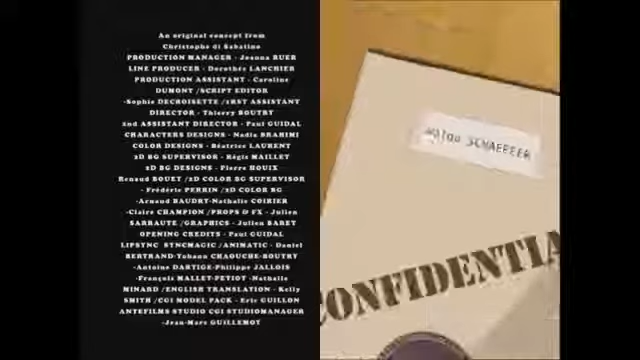 An original concept from
Christophe di Sabatino
PRODUCTION MANAGER - Joanna RUER
LINE PRODUCER - Dorothée LANCHIER
PRODUCTION ASSISTANT - Caroline
DUMONT /SCRIPT EDITOR
-Sophie DECROISETTE /1RST ASSISTANT
DIRECTOR - Thierry BOUTRY
2nd ASSISTANT DIRECTOR - Paul GUIDAL
CHARACTERS DESIGNS - Nadia BRAHIMI
COLOR DESIGNS - Béatrice LAURENT
2D BG SUPERVISOR - Régis MAILLET
2D BG DESIGNS - Pierre HOUIX
Renaud BOUET /2D COLOR BG SUPERVISOR
- Frédéric PERRIN /2D COLOR BG
-Arnaud BAUDRY-Nathalie COIRIER
-Claire CHAMPION /PROPS & FX - Julien
SARRAUTE /GRAPHICS - Julien BARET
OPENING CREDITS - Paul GUIDAL
LIPSYNC SYNCMAGIC /ANIMATIC - Daniel
BERTRAND-Yohann CHAOUCHE-BOUTRY
-Antoine DARTIGE-Philippe JALLOIS
-François MALLET-PETIOT -Nathalie
MINARD /ENGLISH TRANSLATION - Kelly
SMITH /CGI MODEL PACK - Eric GUILLON
ANTEFILMS STUDIO CGI STUDIOMANAGER
-Jean-Marc GUILLEMOT
SCHAEFFER
CONFIDENTIA